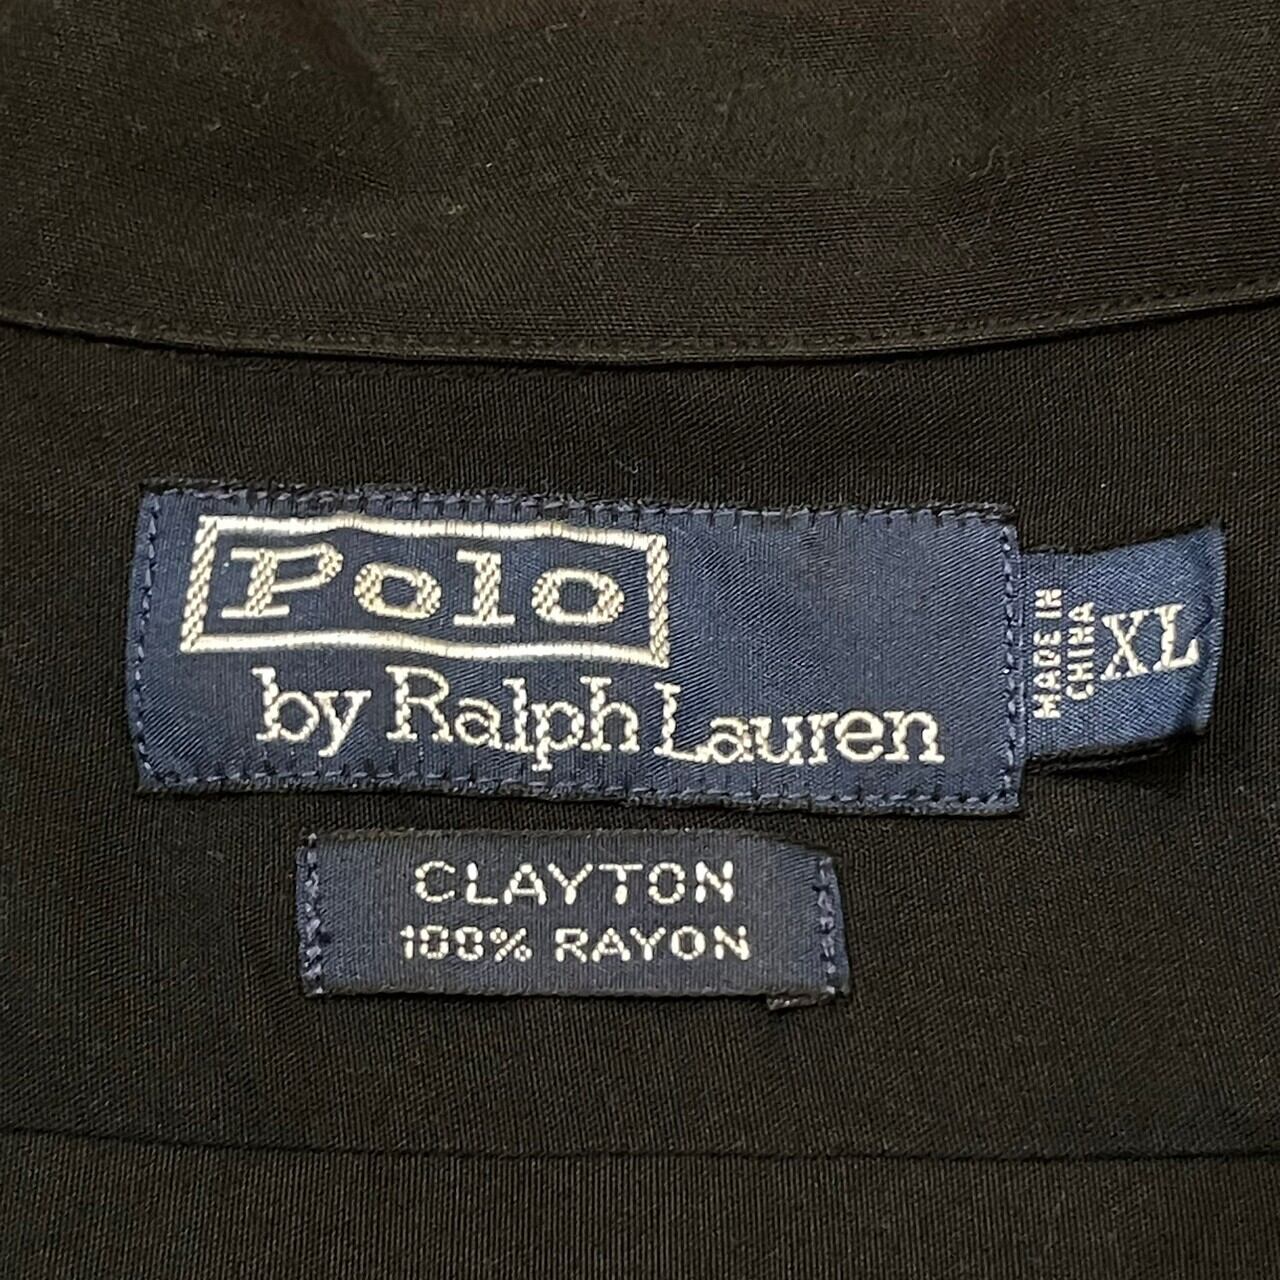 Polo
by Ralph Lauren
MADE IN
CHINA
XL
CLAYTON
100% RAYON